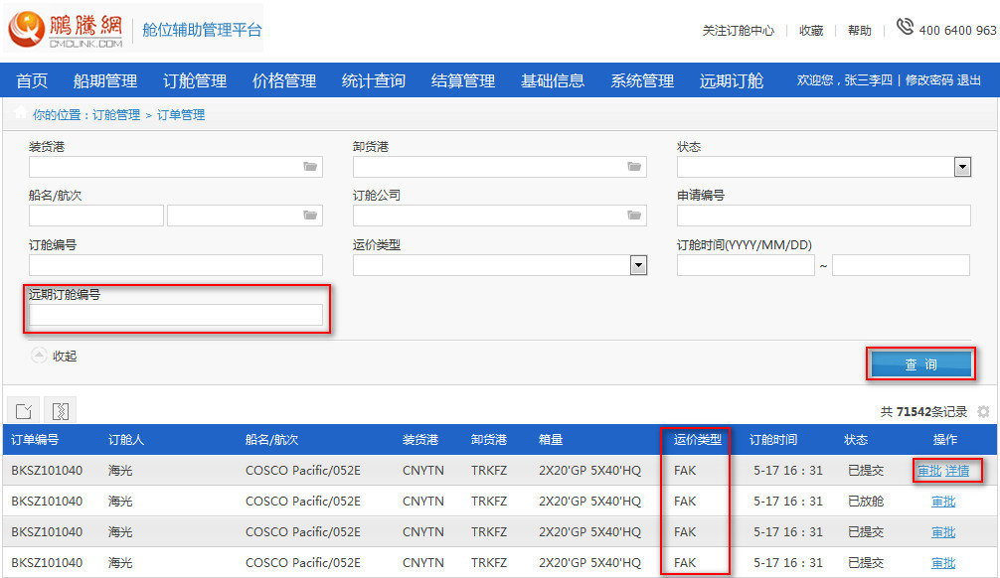 鹏腾網 CMCLINK.COM 舱位辅助管理平台 关注订舱中心 收藏 帮助 400 6400 963
首页 船期管理 订舱管理 价格管理 统计查询 结算管理 基础信息 系统管理 远期订舱 欢迎您，张三李四 | 修改密码 退出
你的位置：订舱管理 > 订单管理
装货港 卸货港 状态
船名/航次 订舱公司 申请编号
订舱编号 运价类型 订舱时间(YYYY/MM/DD)
~
远期订舱编号
收起 查 询
共 71542条记录
订单编号 订舱人 船名/航次 装货港 卸货港 箱量 运价类型 订舱时间 状态 操作
BKSZ101040 海光 COSCO Pacific/052E CNYTN TRKFZ 2X20'GP 5X40'HQ FAK 5-17 16：31 已提交 审批 详情
BKSZ101040 海光 COSCO Pacific/052E CNYTN TRKFZ 2X20'GP 5X40'HQ FAK 5-17 16：31 已放舱 审批
BKSZ101040 海光 COSCO Pacific/052E CNYTN TRKFZ 2X20'GP 5X40'HQ FAK 5-17 16：31 已提交 审批
BKSZ101040 海光 COSCO Pacific/052E CNYTN TRKFZ 2X20'GP 5X40'HQ FAK 5-17 16：31 已提交 审批